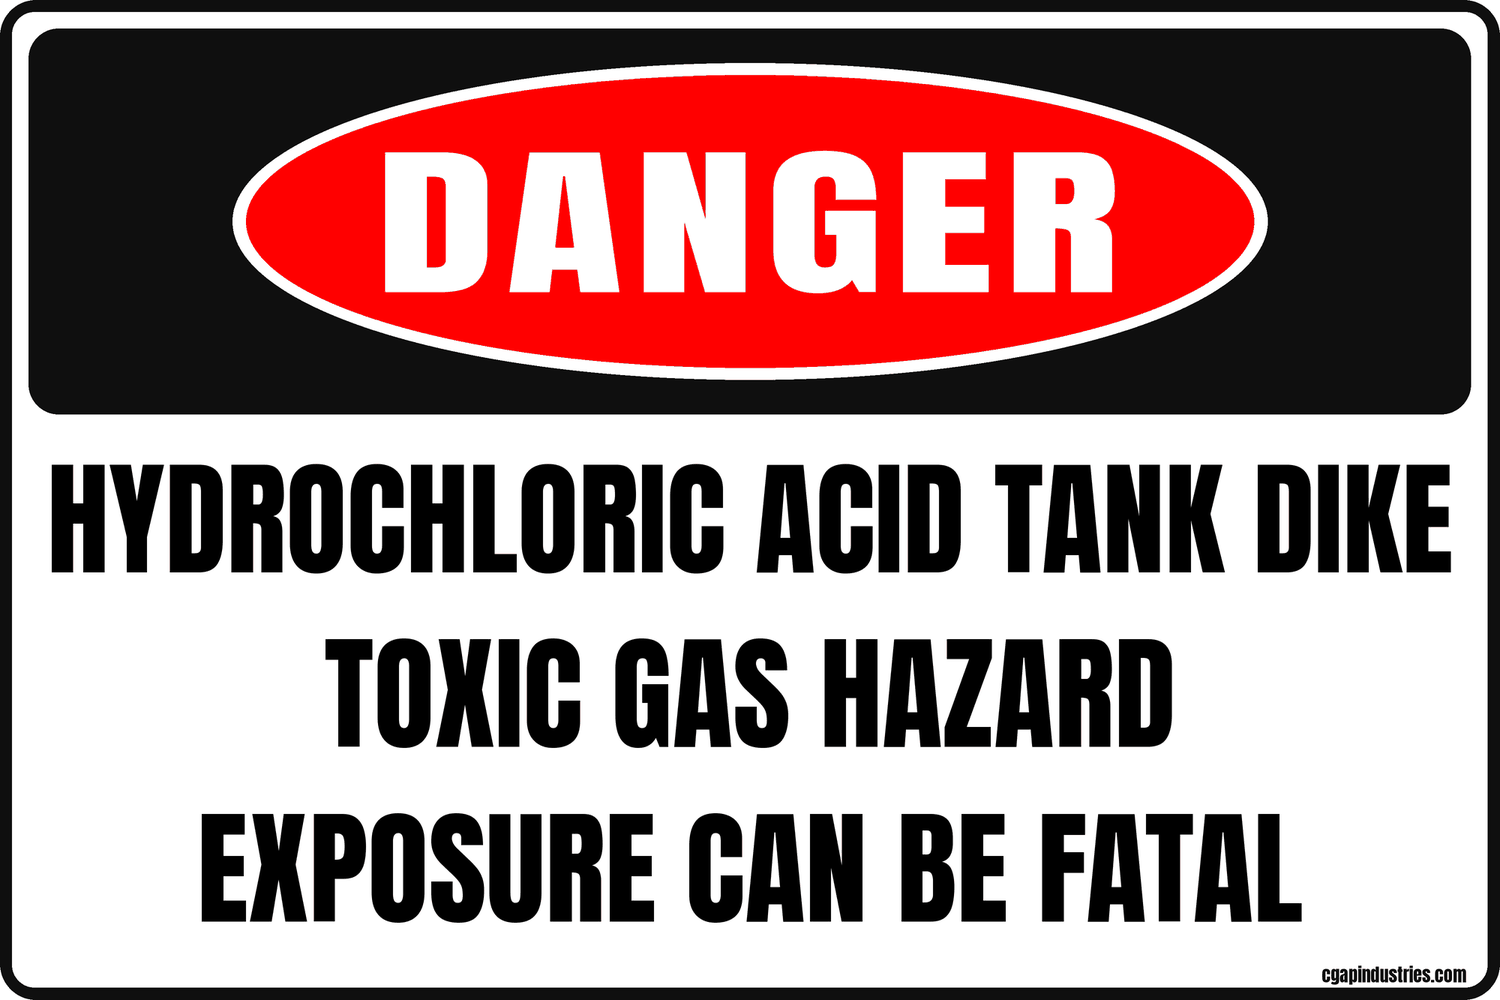 DANGER
HYDROCHLORIC ACID TANK DIKE
TOXIC GAS HAZARD
EXPOSURE CAN BE FATAL
cgapindustries.com